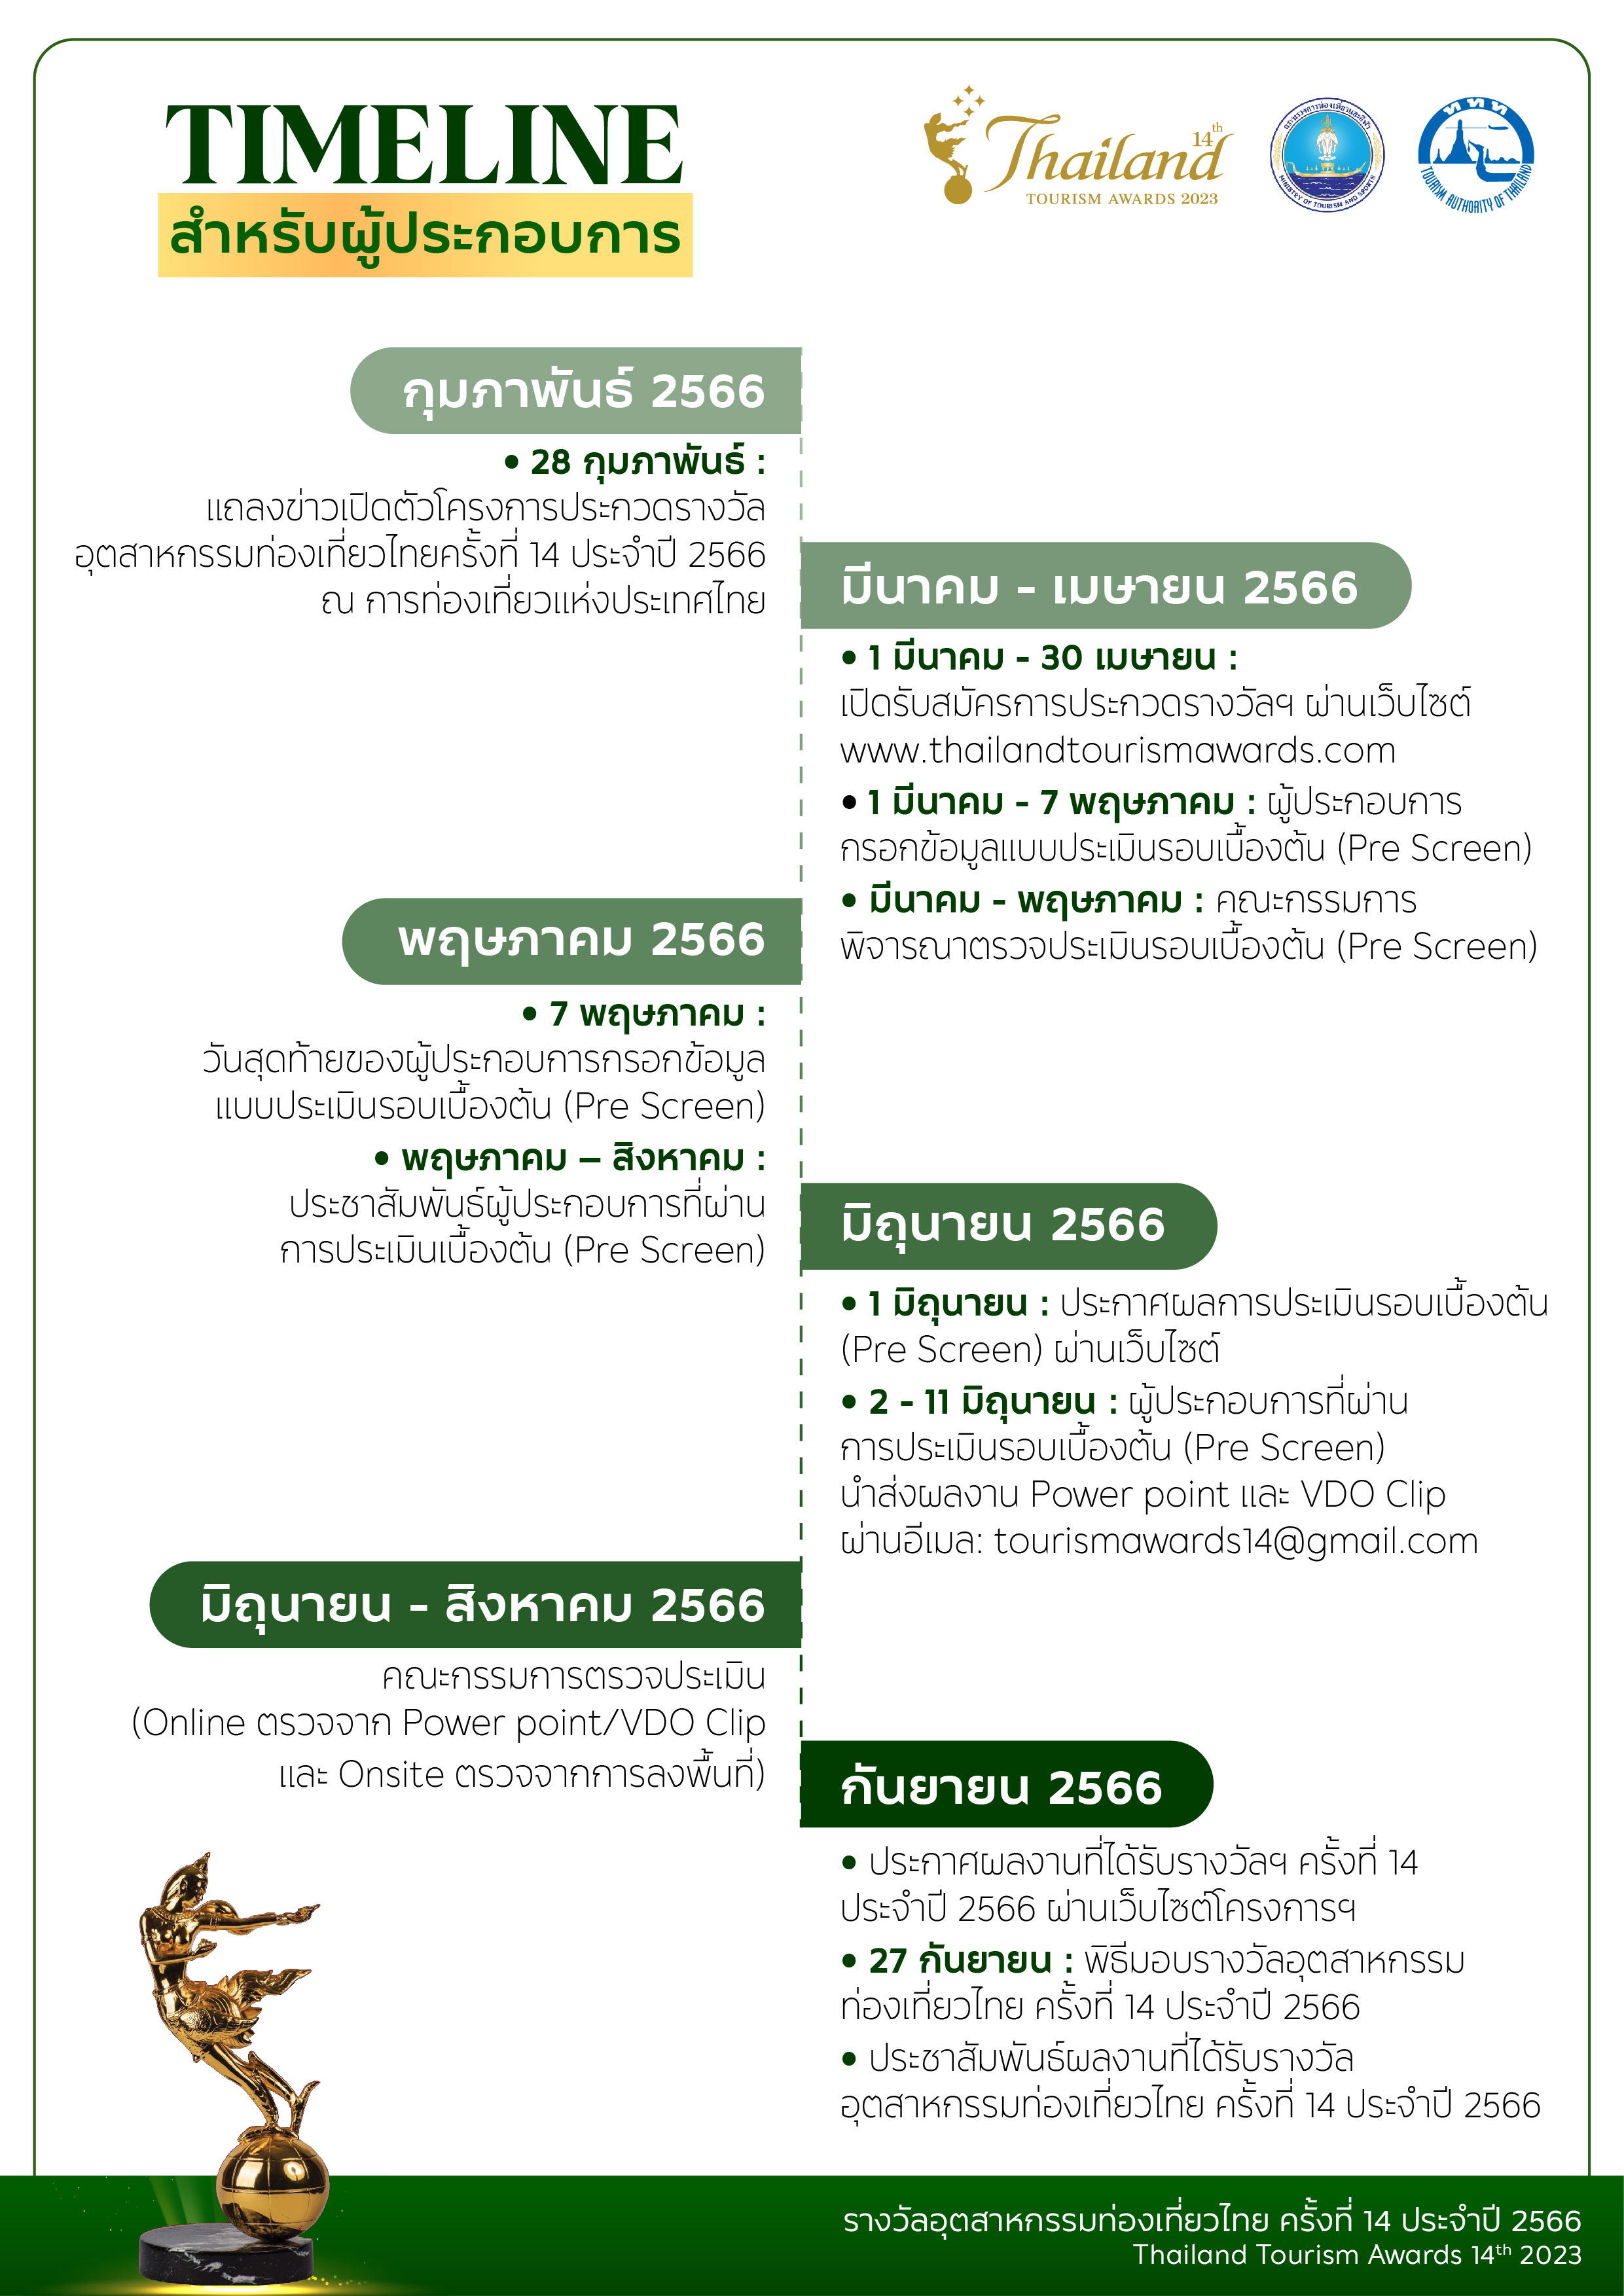 TIMELINE
สำหรับผู้ประกอบการ
Thailand 14th
TOURISM AWARDS 2023
กระทรวงการท่องเที่ยวและกีฬา
MINISTRY OF TOURISM AND SPORTS
ททท
TOURISM AUTHORITY OF THAILAND
กุมภาพันธ์ 2566
• 28 กุมภาพันธ์ :
แถลงข่าวเปิดตัวโครงการประกวดรางวัล
อุตสาหกรรมท่องเที่ยวไทยครั้งที่ 14 ประจำปี 2566
ณ การท่องเที่ยวแห่งประเทศไทย
มีนาคม - เมษายน 2566
• 1 มีนาคม - 30 เมษายน :
เปิดรับสมัครการประกวดรางวัลฯ ผ่านเว็บไซต์
www.thailandtourismawards.com
• 1 มีนาคม - 7 พฤษภาคม : ผู้ประกอบการ
กรอกข้อมูลแบบประเมินรอบเบื้องต้น (Pre Screen)
• มีนาคม - พฤษภาคม : คณะกรรมการ
พิจารณาตรวจประเมินรอบเบื้องต้น (Pre Screen)
พฤษภาคม 2566
• 7 พฤษภาคม :
วันสุดท้ายของผู้ประกอบการกรอกข้อมูล
แบบประเมินรอบเบื้องต้น (Pre Screen)
• พฤษภาคม – สิงหาคม :
ประชาสัมพันธ์ผู้ประกอบการที่ผ่าน
การประเมินเบื้องต้น (Pre Screen)
มิถุนายน 2566
• 1 มิถุนายน : ประกาศผลการประเมินรอบเบื้องต้น
(Pre Screen) ผ่านเว็บไซต์
• 2 - 11 มิถุนายน : ผู้ประกอบการที่ผ่าน
การประเมินรอบเบื้องต้น (Pre Screen)
นำส่งผลงาน Power point และ VDO Clip
ผ่านอีเมล: tourismawards14@gmail.com
มิถุนายน - สิงหาคม 2566
คณะกรรมการตรวจประเมิน
(Online ตรวจจาก Power point/VDO Clip
และ Onsite ตรวจจากการลงพื้นที่)
กันยายน 2566
• ประกาศผลงานที่ได้รับรางวัลฯ ครั้งที่ 14
ประจำปี 2566 ผ่านเว็บไซต์โครงการฯ
• 27 กันยายน : พิธีมอบรางวัลอุตสาหกรรม
ท่องเที่ยวไทย ครั้งที่ 14 ประจำปี 2566
• ประชาสัมพันธ์ผลงานที่ได้รับรางวัล
อุตสาหกรรมท่องเที่ยวไทย ครั้งที่ 14 ประจำปี 2566
รางวัลอุตสาหกรรมท่องเที่ยวไทย ครั้งที่ 14 ประจำปี 2566
Thailand Tourism Awards 14th 2023